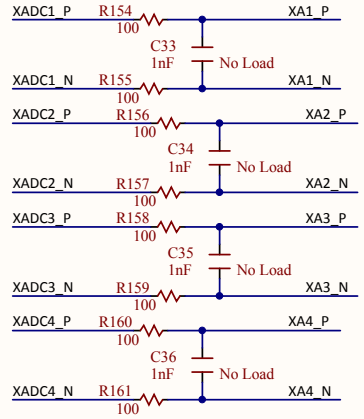 XADC1_P R154 XA1_P
100
C33
1nF No Load
XADC1_N R155 XA1_N
100
XADC2_P R156 XA2_P
100
C34
1nF No Load
XADC2_N R157 XA2_N
100
XADC3_P R158 XA3_P
100
C35
1nF No Load
XADC3_N R159 XA3_N
100
XADC4_P R160 XA4_P
100
C36
1nF No Load
XADC4_N R161 XA4_N
100